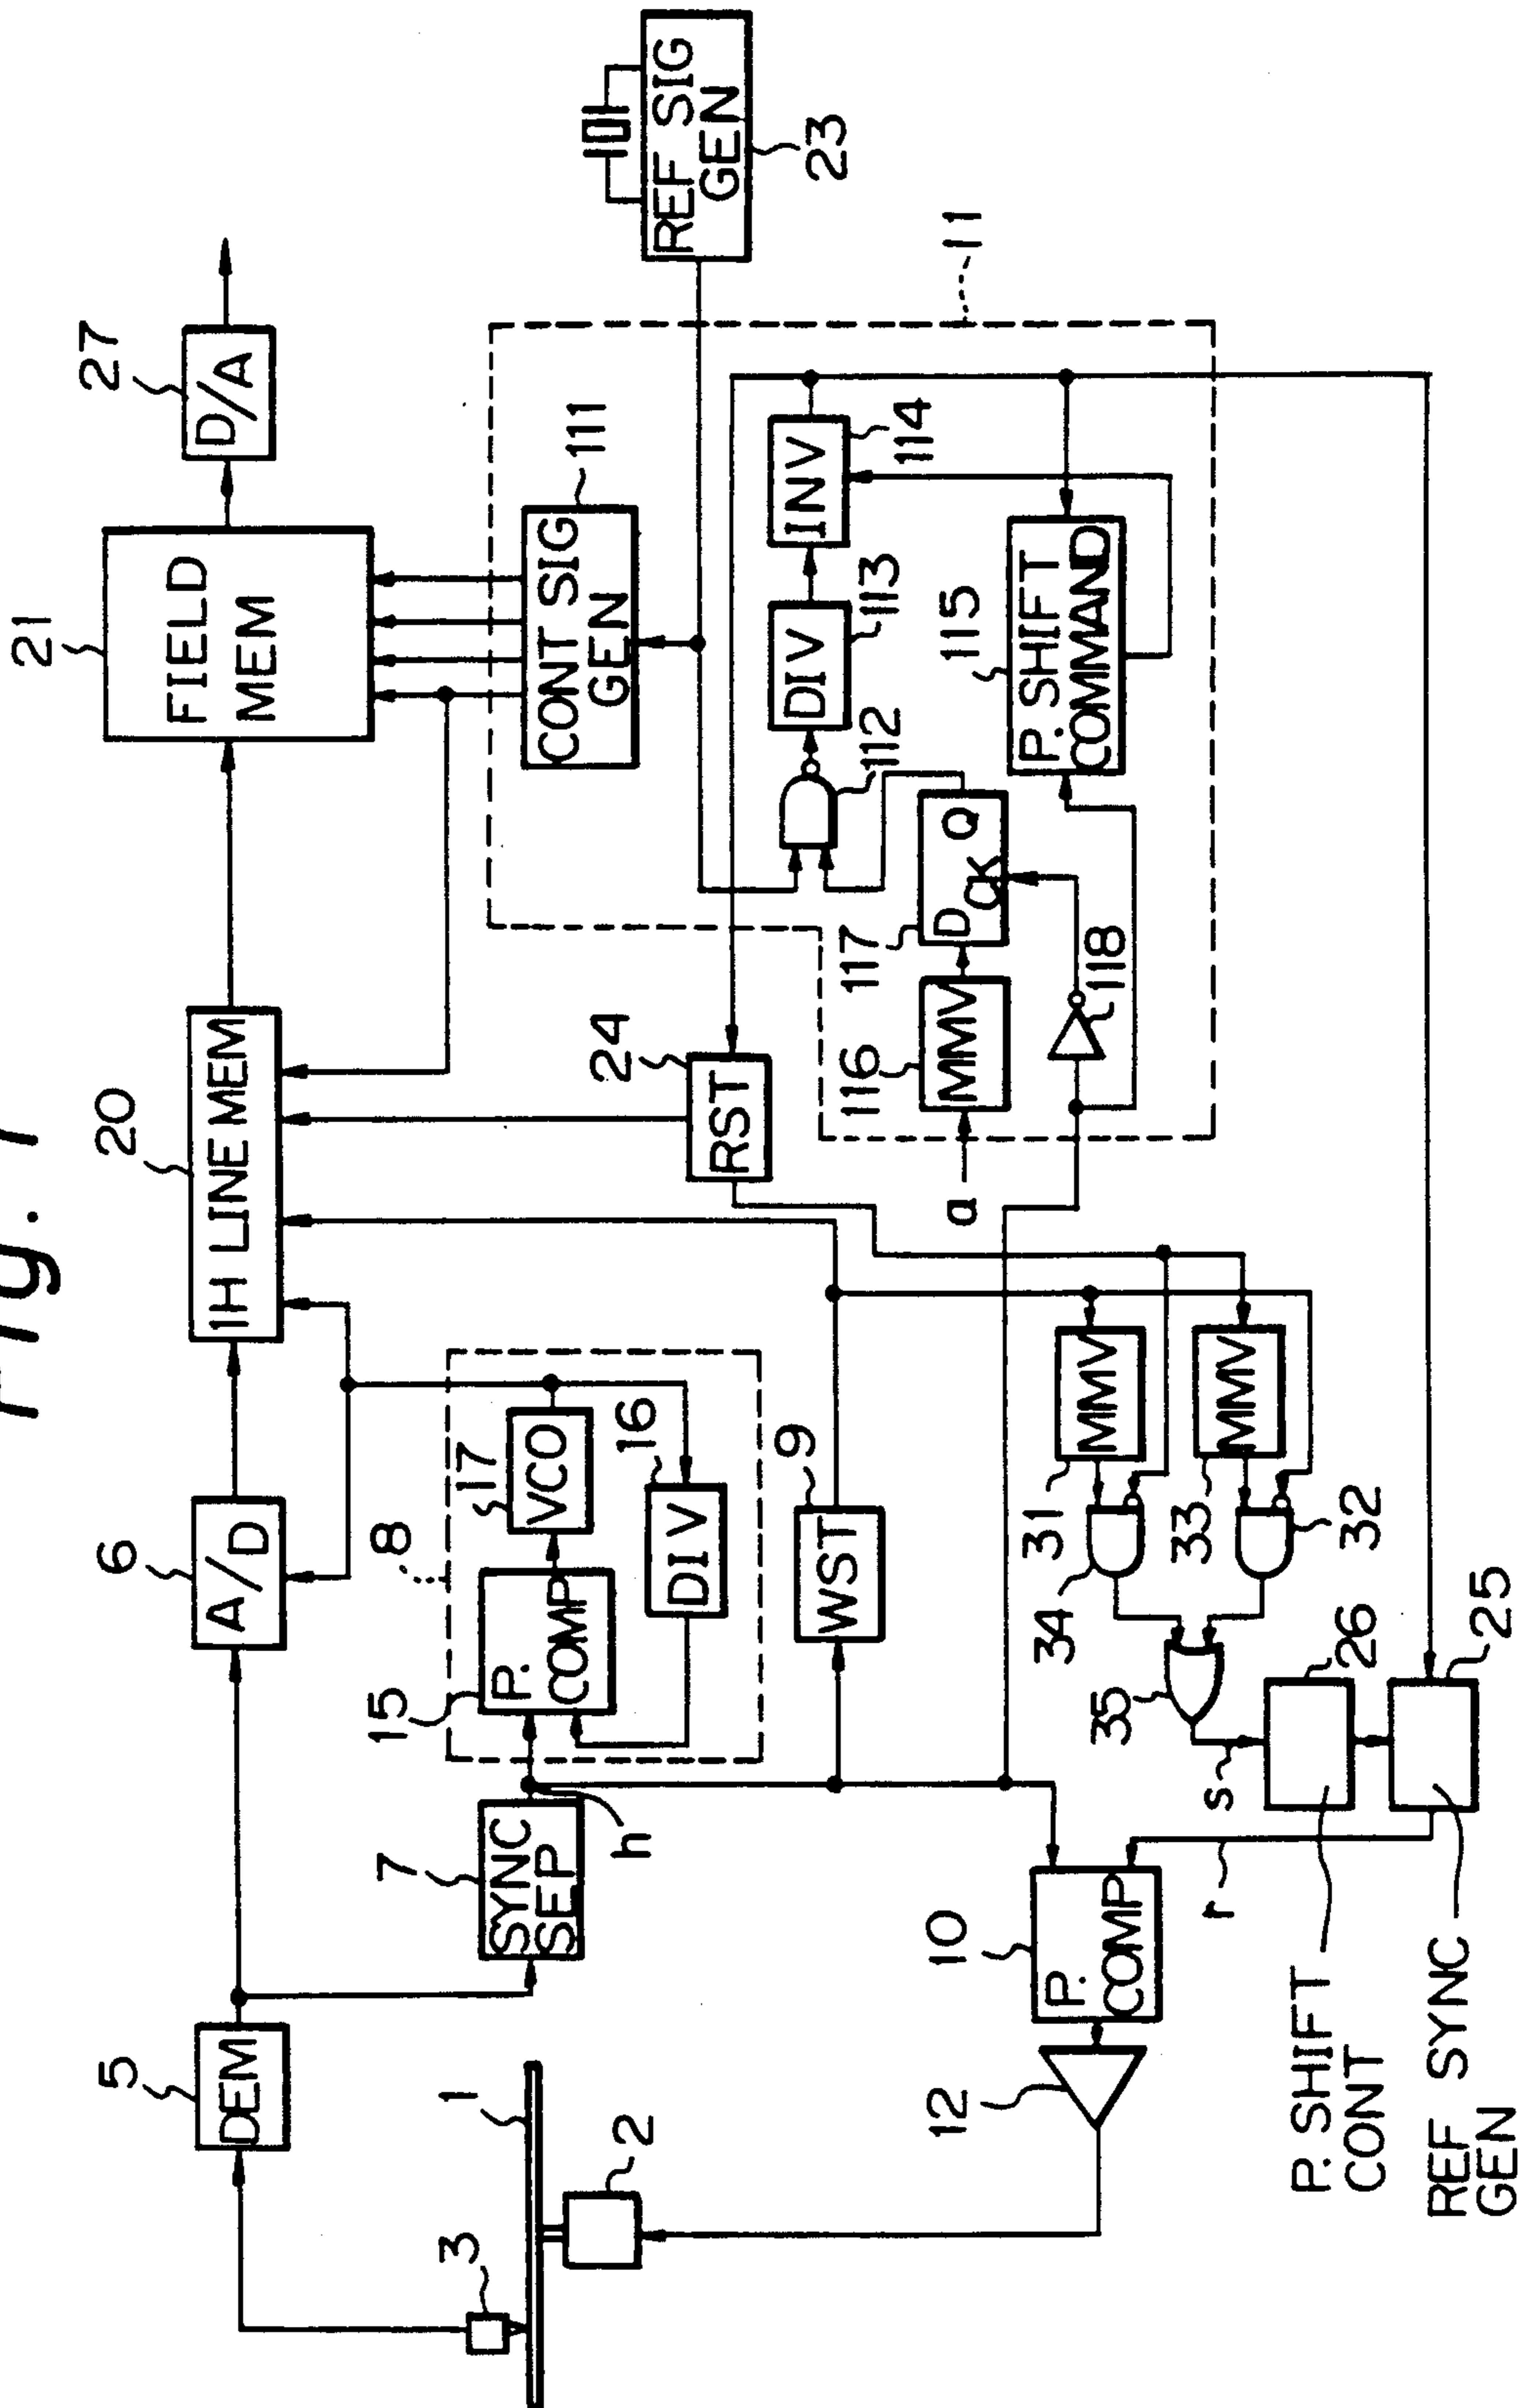 Fig. 1
5
DEM
6
A/D
20
1H LINE MEM
21
FIELD
MEM
27
D/A
3
1
2
7
SYNC
SEP
h
8
15
P.
COMP
17
VCO
16
DIV
9
WST
24
RST
111
CONT SIG
GEN
REF SIG
GEN
23
11
112
DIV
113
INV
114
a
116
MMV
117
D
Q
CK
118
115
P. SHIFT
COMMAND
12
10
P.
COMP
31
MMV
33
MMV
34
32
35
s
26
25
r
P. SHIFT
CONT
REF SYNC
GEN